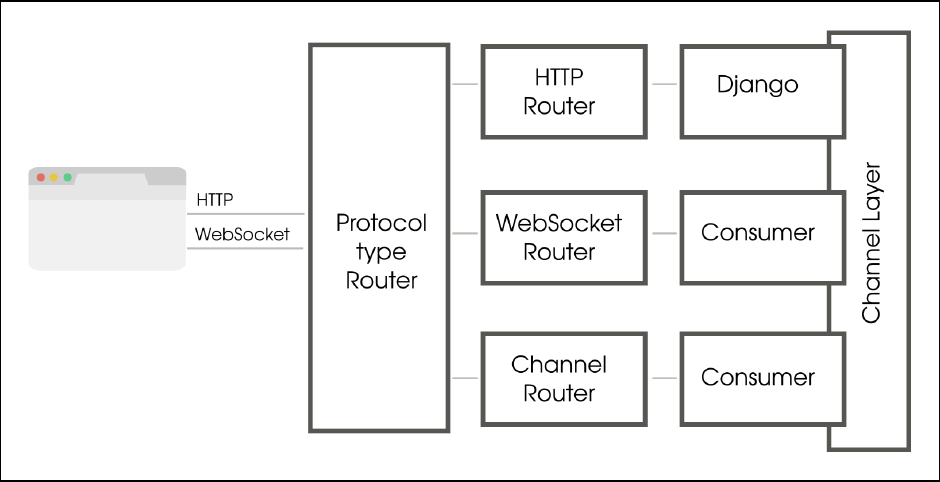 HTTP
WebSocket
Protocol
type
Router
HTTP
Router
Django
WebSocket
Router
Consumer
Channel
Router
Consumer
Channel Layer